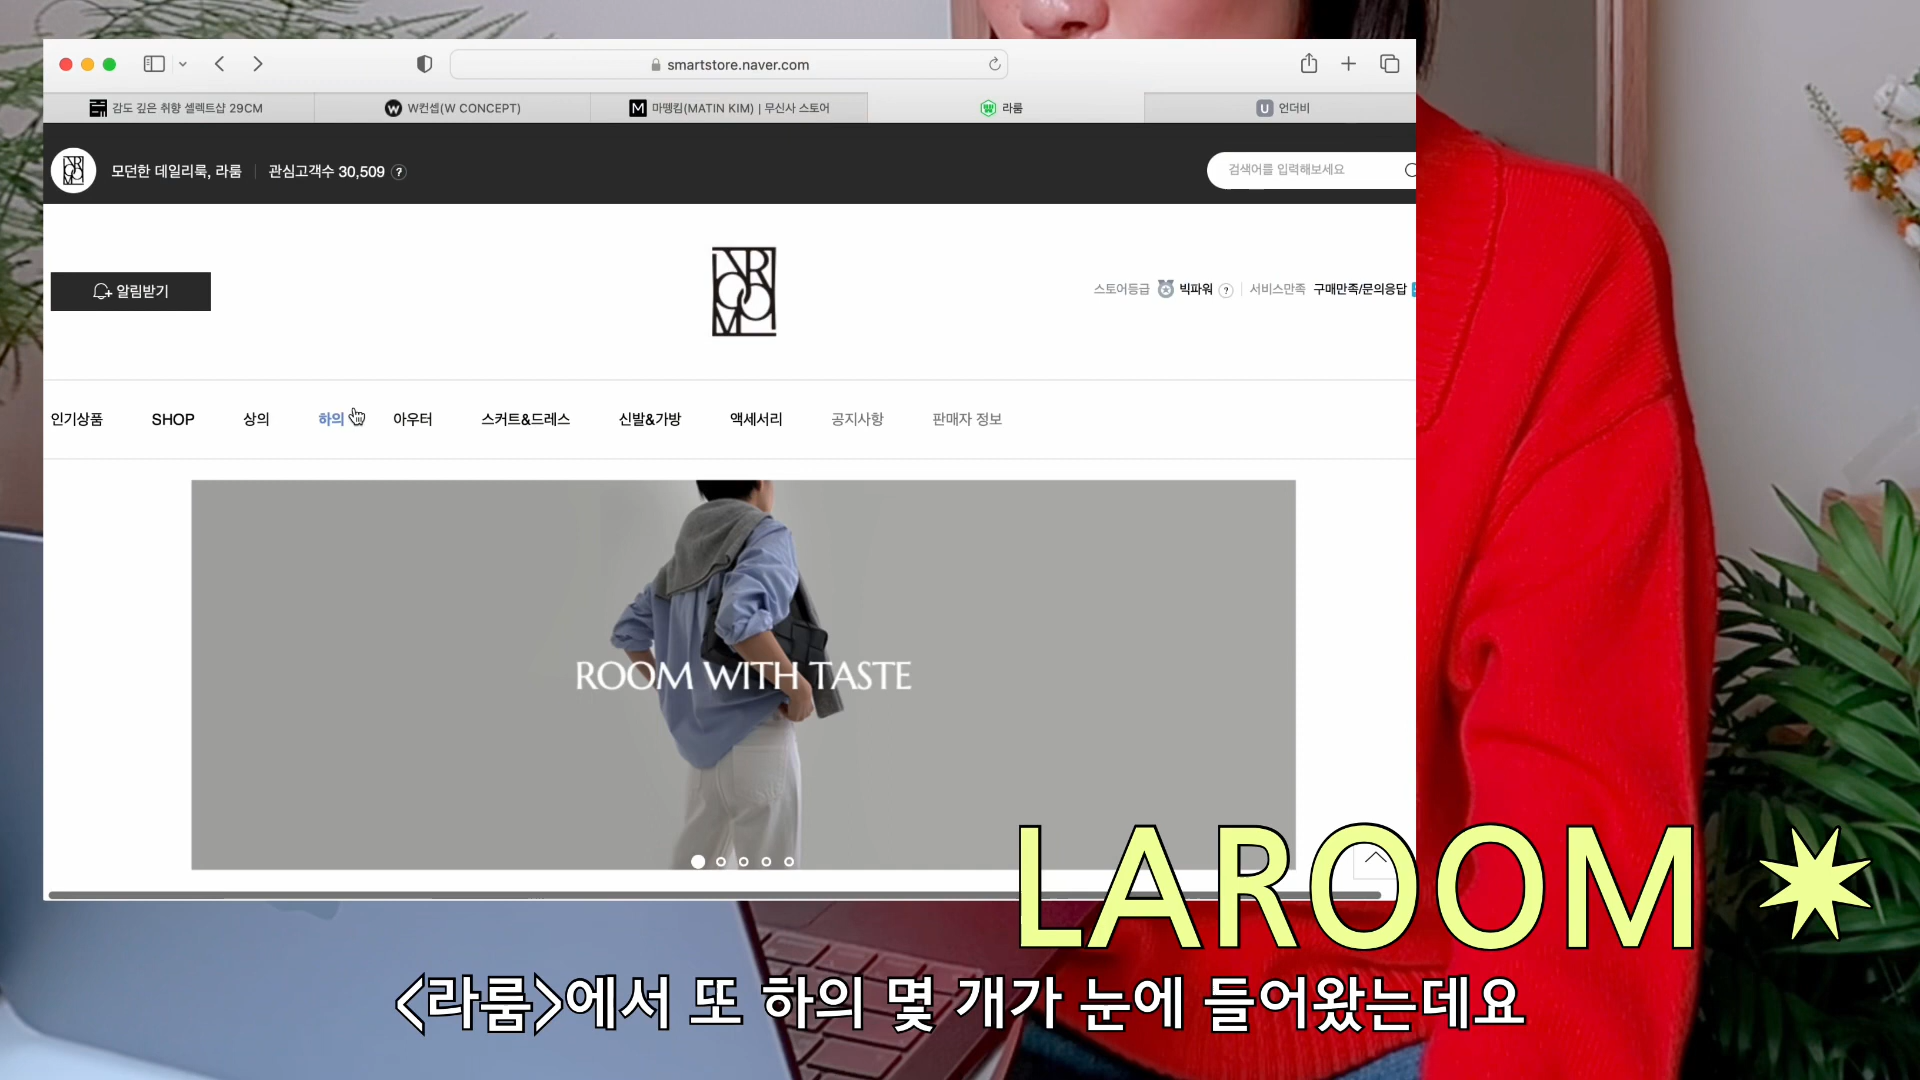 smartstore.naver.com
감도 깊은 취향 셀렉트샵 29CM
W컨셉(W CONCEPT)
마뗑킴(MATIN KIM) | 무신사 스토어
라룸
언더비
모던한 데일리룩, 라룸
관심고객수 30,509
검색어를 입력해보세요
알림받기
스토어등급 빅파워 서비스만족 구매만족/문의응답
인기상품 SHOP 상의 하의 아우터 스커트&드레스 신발&가방 액세서리 공지사항 판매자 정보
ROOM WITH TASTE
LAROOM
<라룸>에서 또 하의 몇 개가 눈에 들어왔는데요